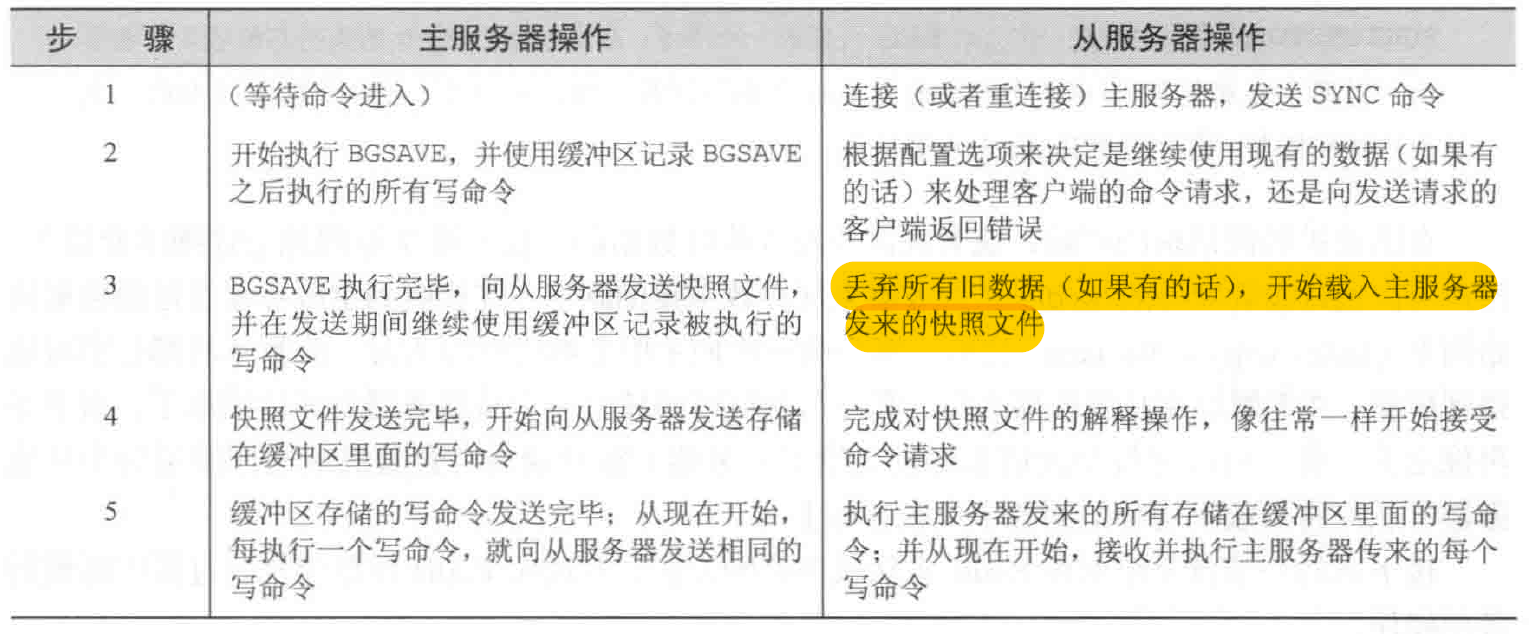 步 骤 主服务器操作 从服务器操作
1 （等待命令进入） 连接（或者重连接）主服务器，发送 SYNC 命令
2 开始执行 BGSAVE，并使用缓冲区记录 BGSAVE 根据配置选项来决定是继续使用现有的数据（如果有
之后执行的所有写命令 的话）来处理客户端的命令请求，还是向发送请求的
客户端返回错误
3 BGSAVE 执行完毕，向从服务器发送快照文件， 丢弃所有旧数据（如果有的话），开始载入主服务器
并在发送期间继续使用缓冲区记录被执行的 发来的快照文件
写命令
4 快照文件发送完毕，开始向从服务器发送存储 完成对快照文件的解释操作，像往常一样开始接受
在缓冲区里面的写命令 命令请求
5 缓冲区存储的写命令发送完毕；从现在开始， 执行主服务器发来的所有存储在缓冲区里面的写命
每执行一个写命令，就向从服务器发送相同的 令；并从现在开始，接收并执行主服务器传来的每个
写命令 写命令